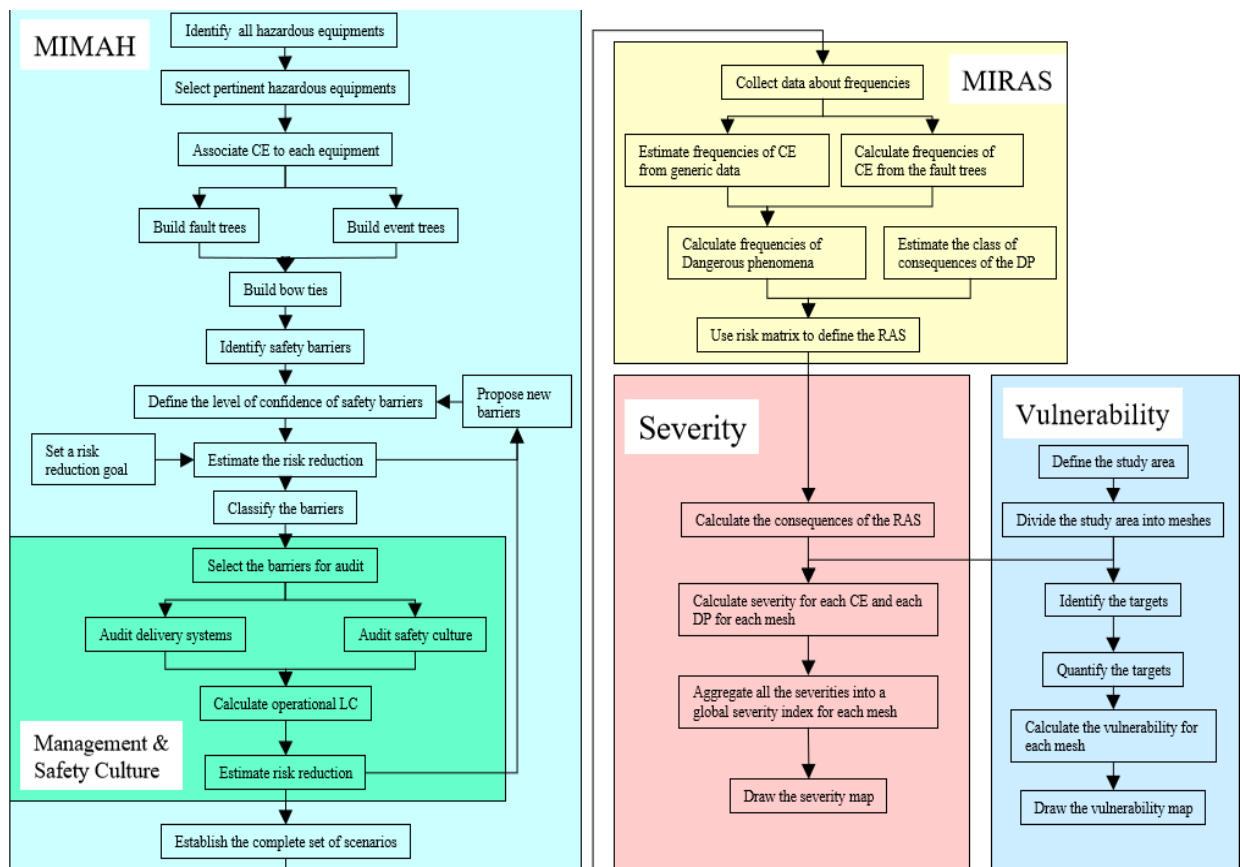 MIMAH
Identify all hazardous equipments
Select pertinent hazardous equipments
Associate CE to each equipment
Build fault trees
Build event trees
Build bow ties
Identify safety barriers
Define the level of confidence of safety barriers
Propose new
barriers
Set a risk
reduction goal
Estimate the risk reduction
Classify the barriers
Select the barriers for audit
Audit delivery systems
Audit safety culture
Calculate operational LC
Management &
Safety Culture
Estimate risk reduction
Establish the complete set of scenarios
MIRAS
Collect data about frequencies
Estimate frequencies of CE
from generic data
Calculate frequencies of
CE from the fault trees
Calculate frequencies of
Dangerous phenomena
Estimate the class of
consequences of the DP
Use risk matrix to define the RAS
Severity
Calculate the consequences of the RAS
Calculate severity for each CE and each
DP for each mesh
Aggregate all the severities into a
global severity index for each mesh
Draw the severity map
Vulnerability
Define the study area
Divide the study area into meshes
Identify the targets
Quantify the targets
Calculate the vulnerability for
each mesh
Draw the vulnerability map